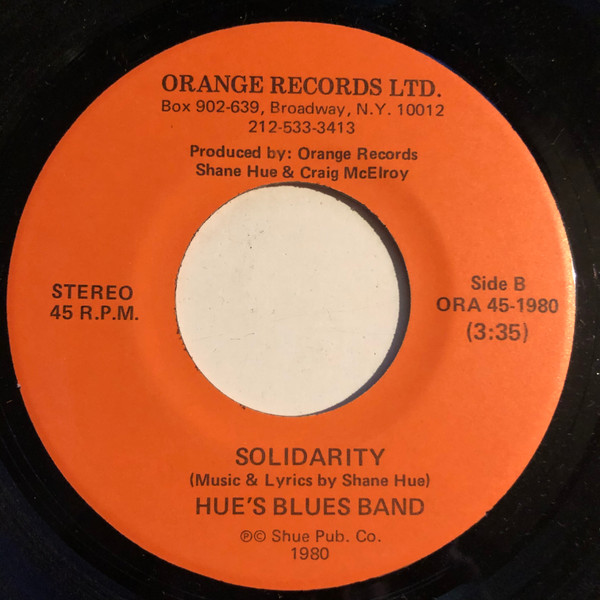 ORANGE RECORDS LTD.
Box 902-639, Broadway, N.Y. 10012
212-533-3413
Produced by: Orange Records
Shane Hue & Craig McElroy
STEREO
45 R.P.M.
Side B
ORA 45-1980
(3:35)
SOLIDARITY
(Music & Lyrics by Shane Hue)
HUE'S BLUES BAND
℗© Shue Pub. Co.
1980